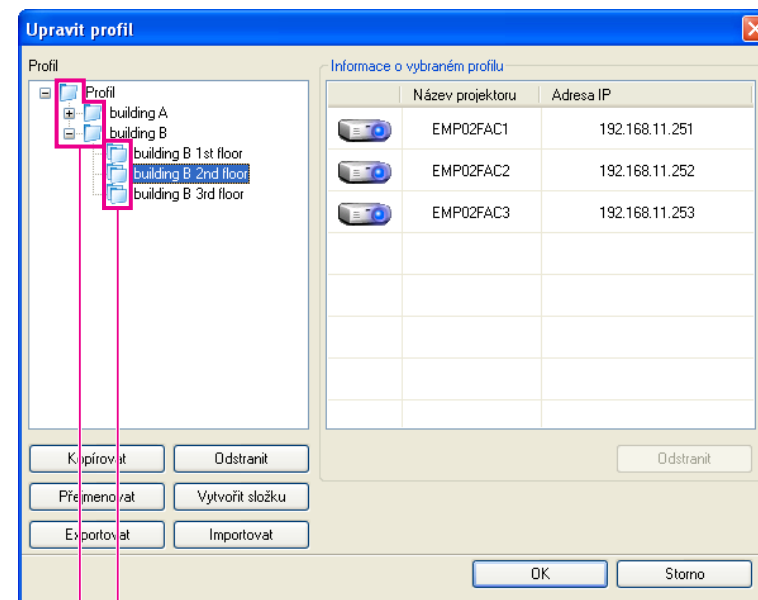 Upravit profil
Profil
Informace o vybraném profilu
Profil
building A
building B
building B 1st floor
building B 2nd floor
building B 3rd floor
Název projektoru Adresa IP
EMP02FAC1 192.168.11.251
EMP02FAC2 192.168.11.252
EMP02FAC3 192.168.11.253
Kopírovat Odstranit
Odstranit
Přejmenovat Vytvořit složku
Exportovat Importovat
OK Storno